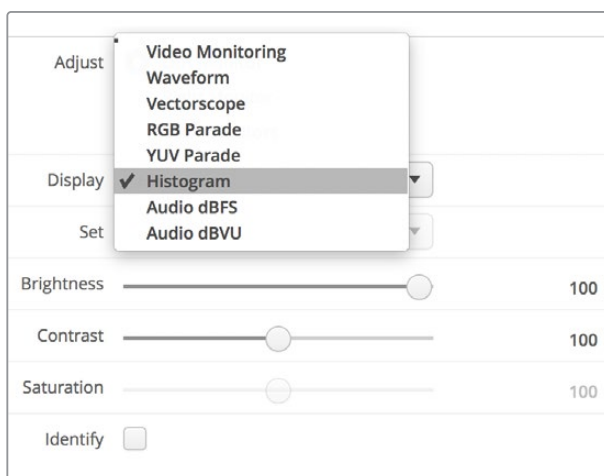 Adjust
Video Monitoring
Waveform
Vectorscope
RGB Parade
YUV Parade
Display ✓ Histogram
Audio dBFS
Set Audio dBVU
Brightness 100
Contrast 100
Saturation 100
Identify